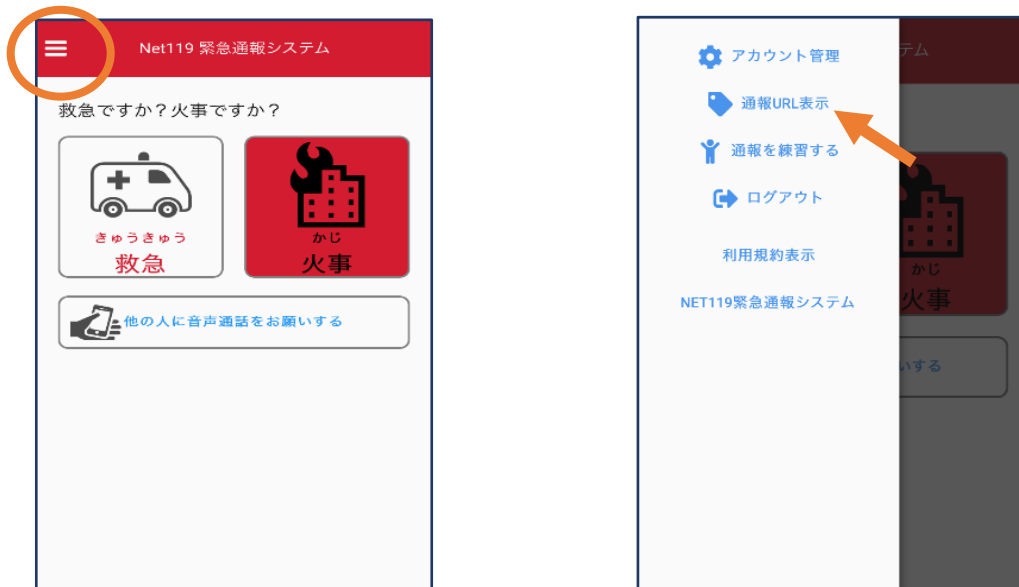 Net119 緊急通報システム
救急ですか？火事ですか？
きゅうきゅう
救急
かじ
火事
他の人に音声通話をお願いする
アカウント管理
通報URL表示
通報を練習する
ログアウト
利用規約表示
NET119緊急通報システム
テム
かじ
火事
いする